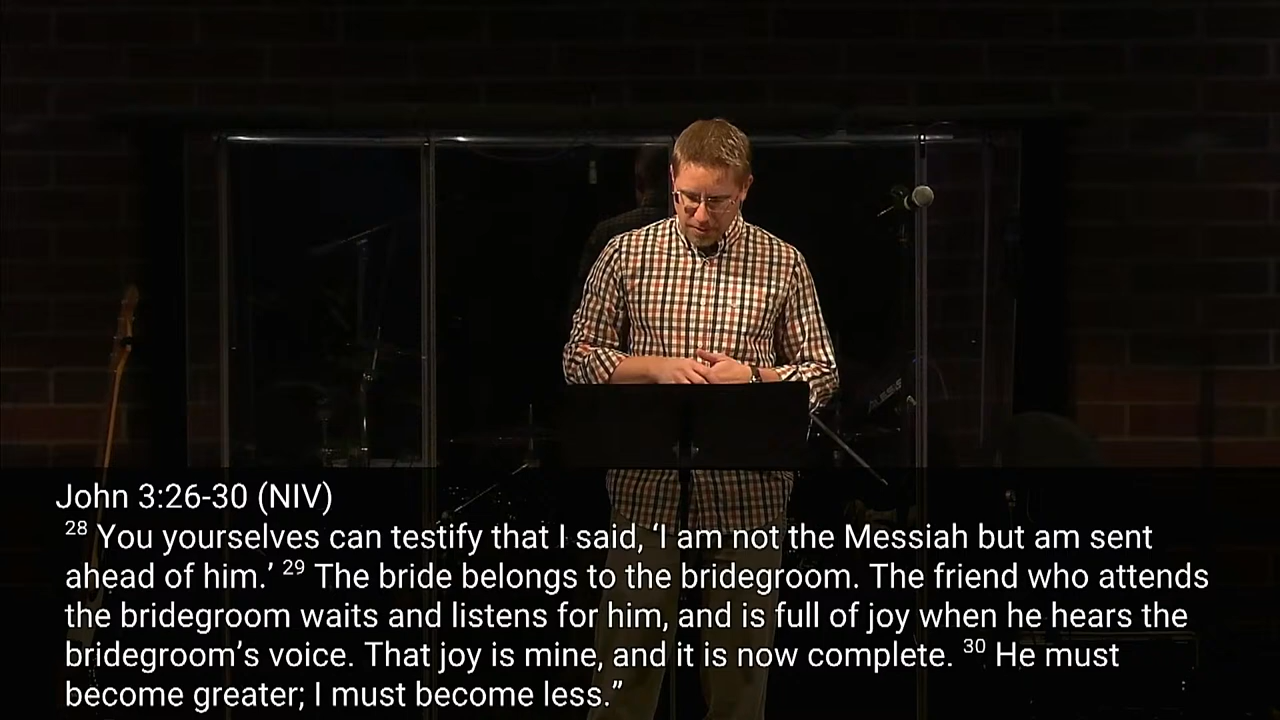 John 3:26-30 (NIV)
28 You yourselves can testify that I said, ‘I am not the Messiah but am sent
ahead of him.’ 29 The bride belongs to the bridegroom. The friend who attends
the bridegroom waits and listens for him, and is full of joy when he hears the
bridegroom’s voice. That joy is mine, and it is now complete. 30 He must
become greater; I must become less.”